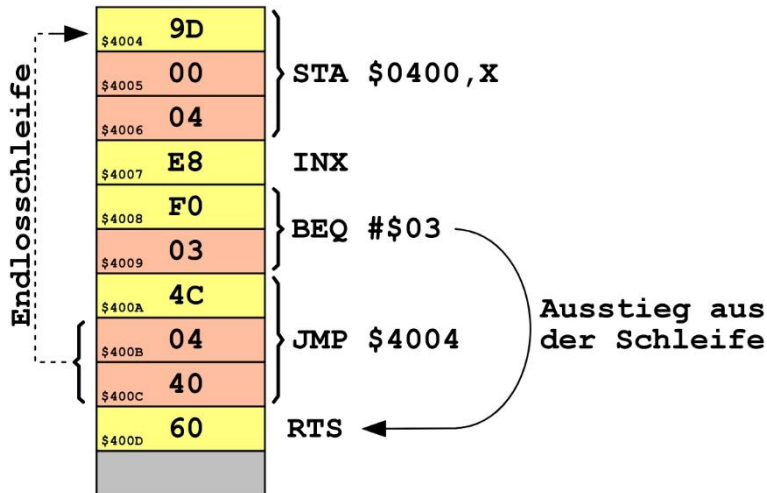 Endlosschleife
$4004 9D
$4005 00
$4006 04
STA $0400,X
$4007 E8 INX
$4008 F0
$4009 03
BEQ #$03
$400A 4C
$400B 04
$400C 40
JMP $4004
$400D 60 RTS
Ausstieg aus
der Schleife